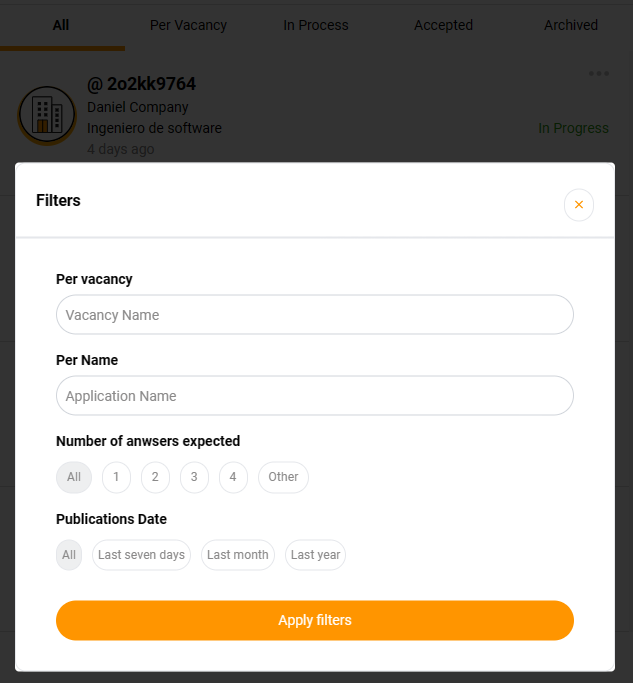 All Per Vacancy In Process Accepted Archived
@ 2o2kk9764
Daniel Company
Ingeniero de software
In Progress
4 days ago
Filters
Per vacancy
Vacancy Name
Per Name
Application Name
Number of anwsers expected
All 1 2 3 4 Other
Publications Date
All Last seven days Last month Last year
Apply filters